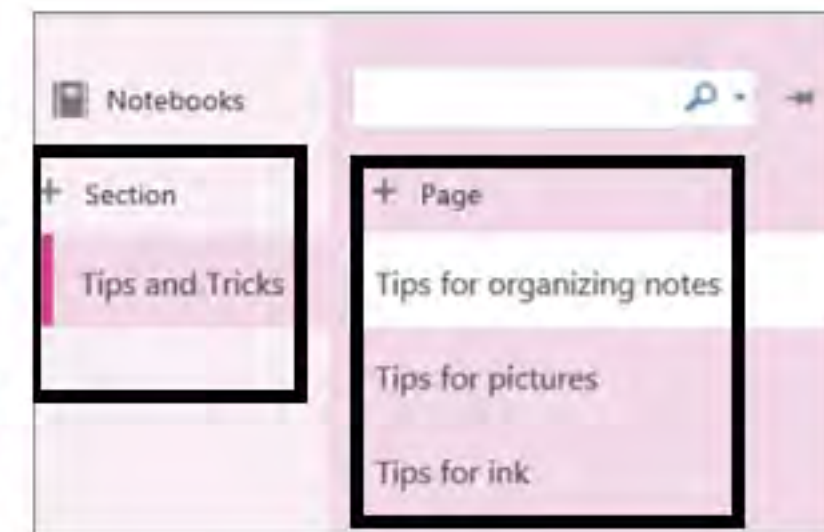 Notebooks
+ Section
Tips and Tricks
+ Page
Tips for organizing notes
Tips for pictures
Tips for ink